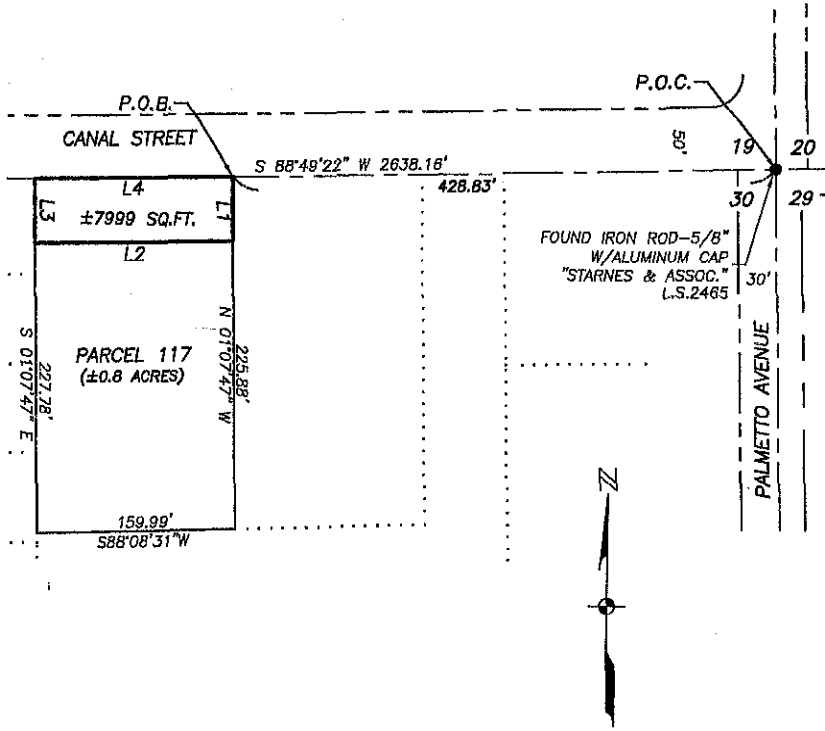 P.O.B.
P.O.C.
CANAL STREET
S 88°49'22" W 2638.16'
428.83'
50'
19
20
30
29
L4
L3
±7999 SQ.FT.
L1
L2
FOUND IRON ROD-5/8"
W/ALUMINUM CAP
"STARNES & ASSOC."
L.S.2465
30'
PARCEL 117
(±0.8 ACRES)
S 01°07'47" E
227.78'
N 01°07'47" W
225.88'
PALMETTO AVENUE
159.99'
S88°08'31"W
N